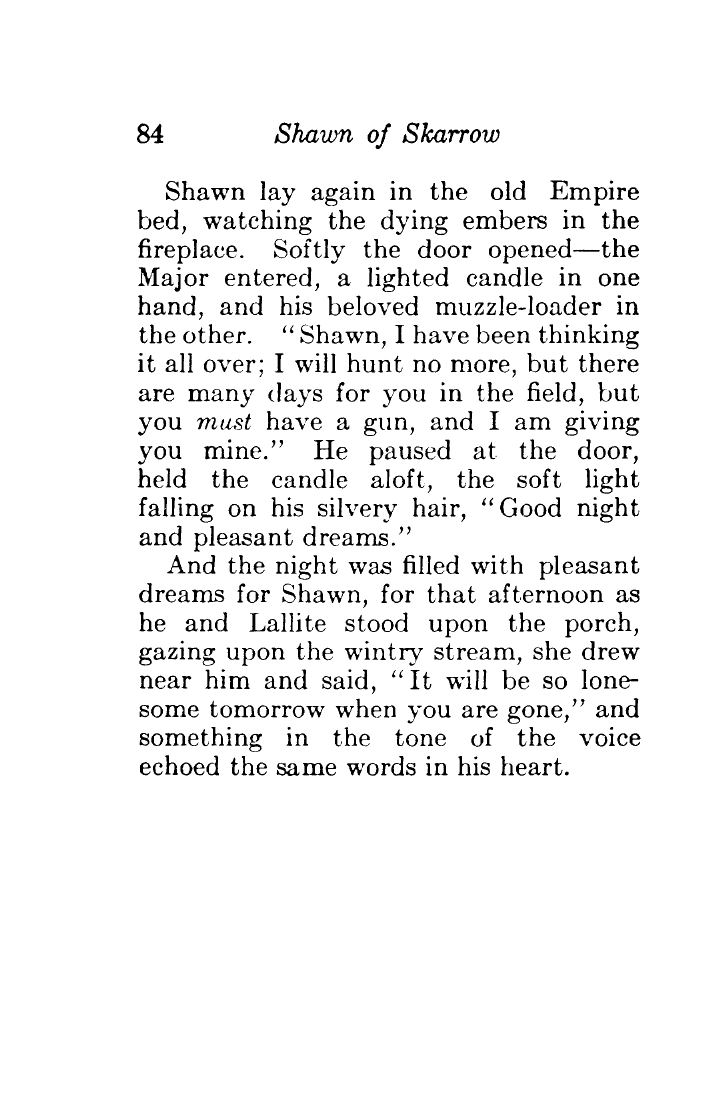 84 Shawn of Skarrow
Shawn lay again in the old Empire
bed, watching the dying embers in the
fireplace. Softly the door opened—the
Major entered, a lighted candle in one
hand, and his beloved muzzle-loader in
the other. "Shawn, I have been thinking
it all over; I will hunt no more, but there
are many days for you in the field, but
you must have a gun, and I am giving
you mine." He paused at the door,
held the candle aloft, the soft light
falling on his silvery hair, "Good night
and pleasant dreams."
And the night was filled with pleasant
dreams for Shawn, for that afternoon as
he and Lallite stood upon the porch,
gazing upon the wintry stream, she drew
near him and said, "It will be so lone-
some tomorrow when you are gone," and
something in the tone of the voice
echoed the same words in his heart.